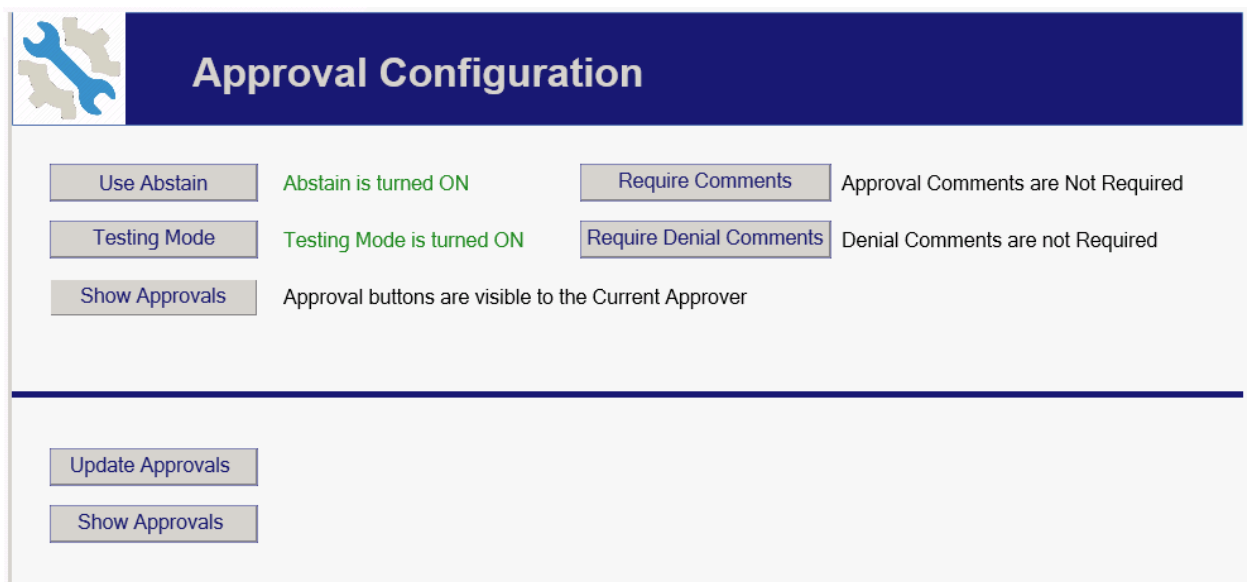 Approval Configuration
Use Abstain Abstain is turned ON Require Comments Approval Comments are Not Required
Testing Mode Testing Mode is turned ON Require Denial Comments Denial Comments are not Required
Show Approvals Approval buttons are visible to the Current Approver
Update Approvals
Show Approvals